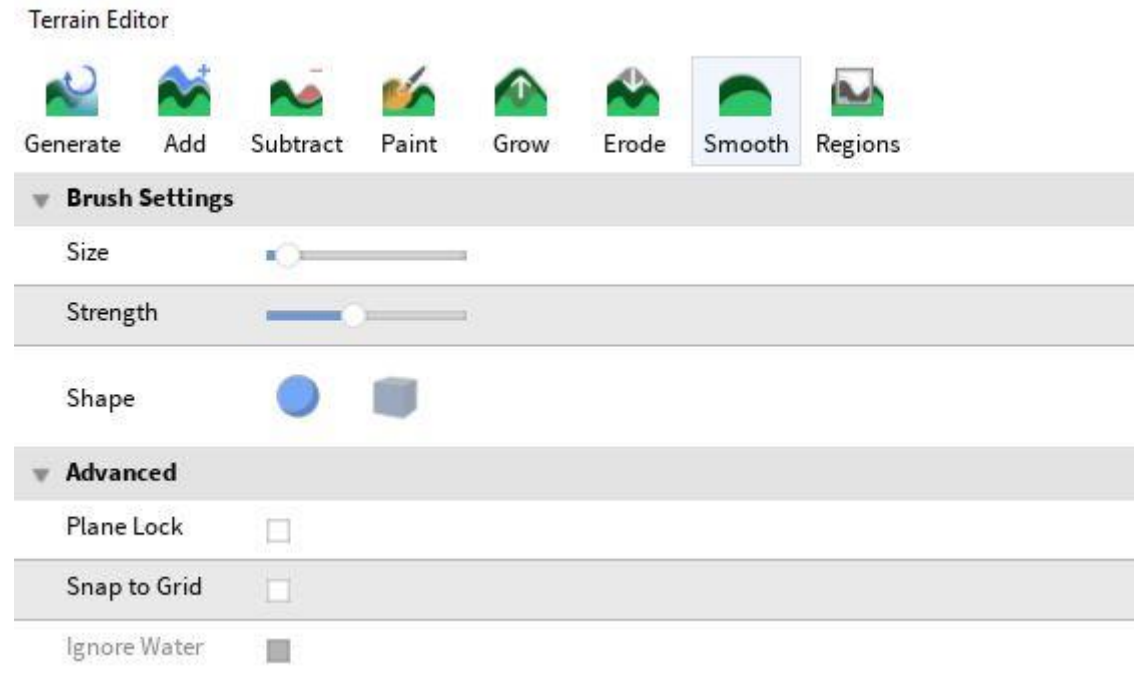 Terrain Editor
Generate Add Subtract Paint Grow Erode Smooth Regions
Brush Settings
Size
Strength
Shape
Advanced
Plane Lock
Snap to Grid
Ignore Water